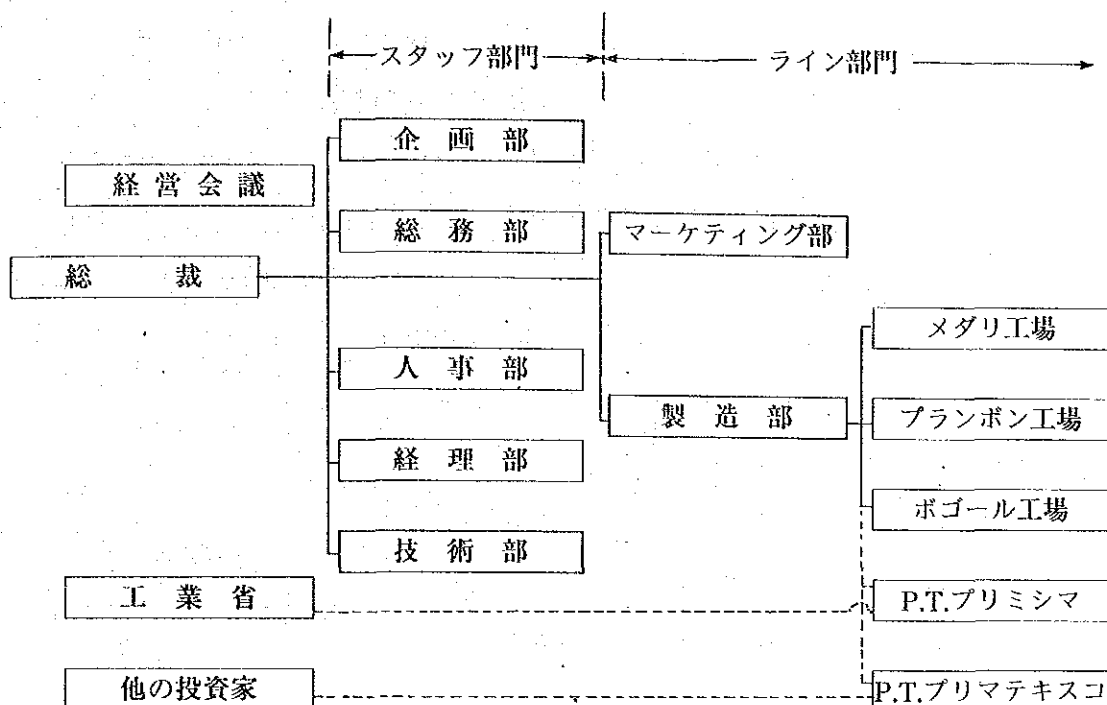 スタッフ部門
ライン部門
企画部
経営会議
総務部
マーケティング部
総裁
メダリ工場
人事部
製造部
プランボン工場
経理部
ボゴール工場
技術部
工業省
P.T.プリミシマ
他の投資家
P.T.プリマテキスコ